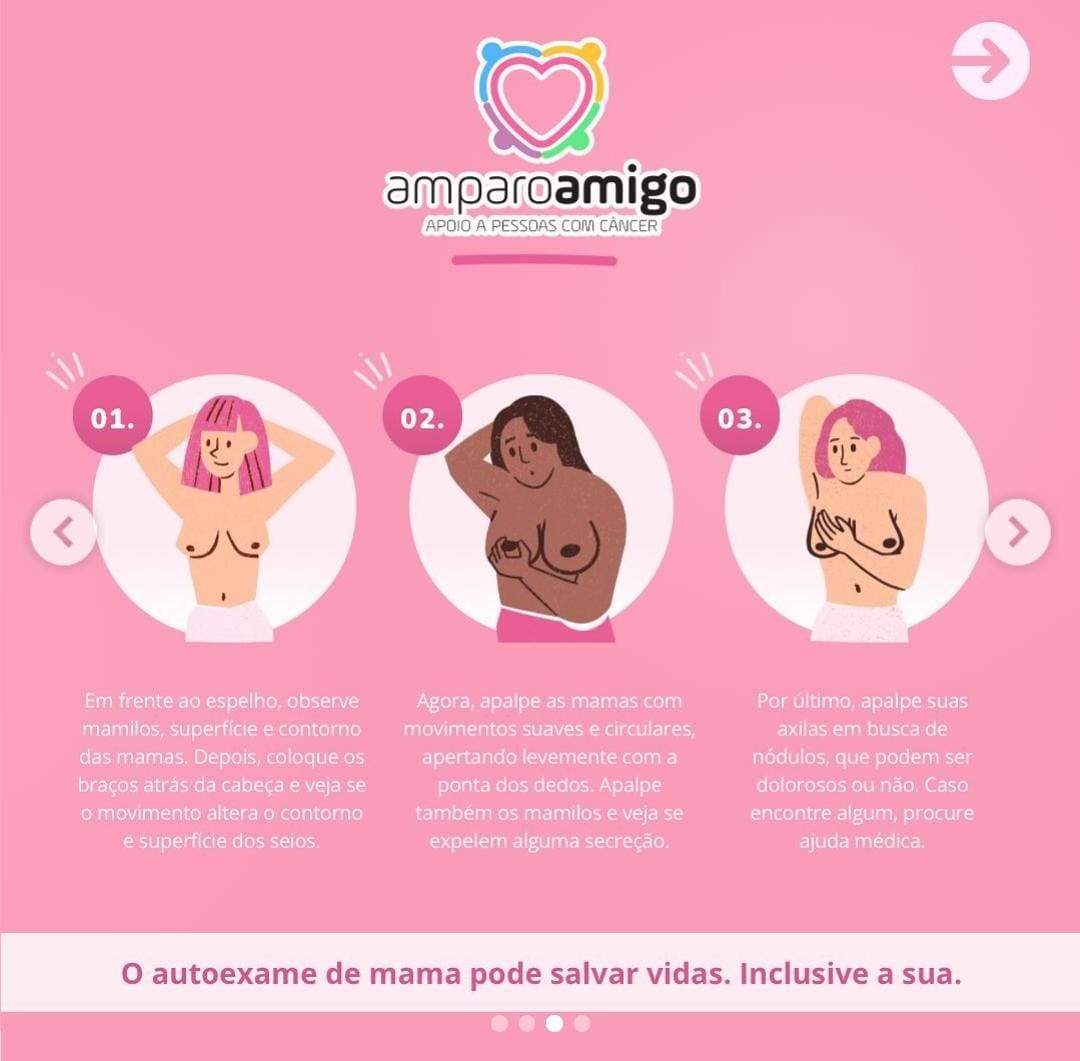 amparoamigo
APOIO A PESSOAS COM CÂNCER
01.
Em frente ao espelho, observe
mamilos, superfície e contorno
das mamas. Depois, coloque os
braços atrás da cabeça e veja se
o movimento altera o contorno
e superfície dos seios.
02.
Agora, apalpe as mamas com
movimentos suaves e circulares,
apertando levemente com a
ponta dos dedos. Apalpe
também os mamilos e veja se
expelem alguma secreção.
03.
Por último, apalpe suas
axilas em busca de
nódulos, que podem ser
dolorosos ou não. Caso
encontre algum, procure
ajuda médica.
O autoexame de mama pode salvar vidas. Inclusive a sua.